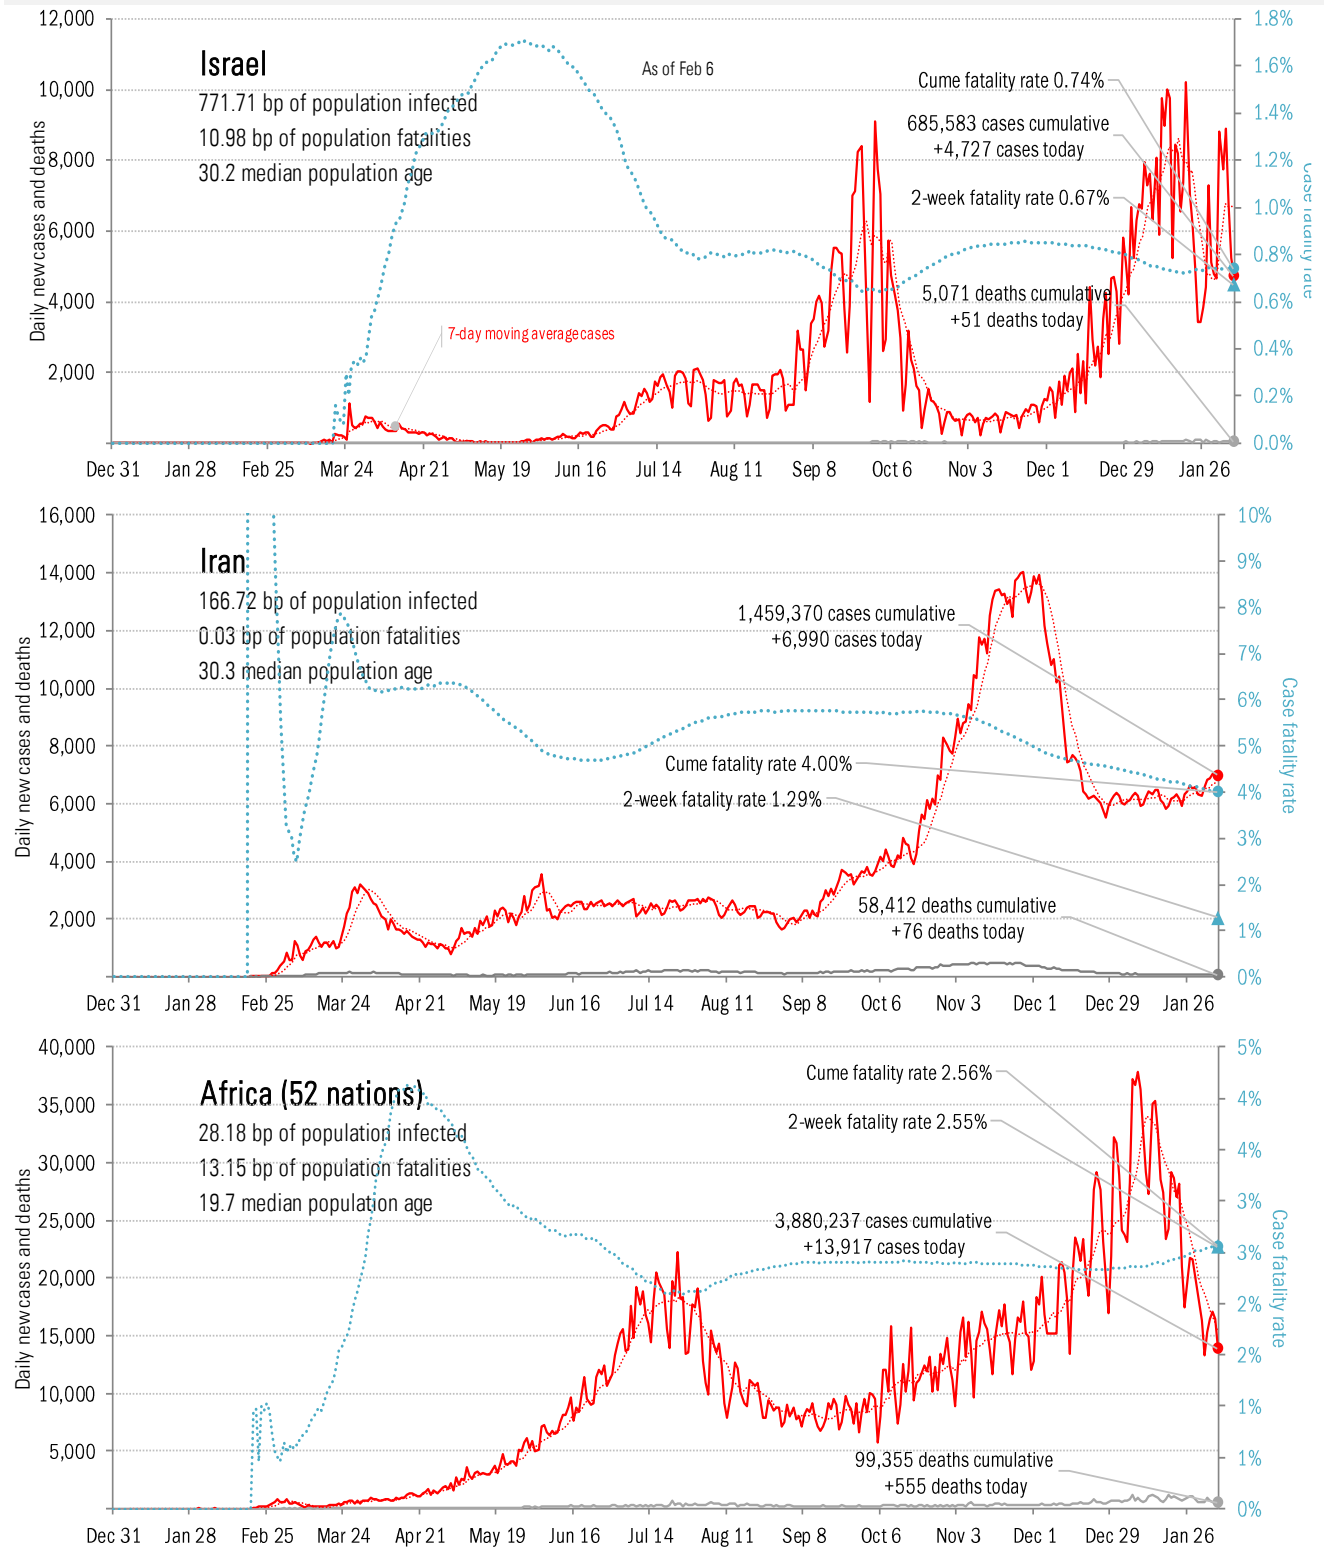 12,000
10,000
8,000
6,000
4,000
2,000
Daily new cases and deaths
Israel
771.71 bp of population infected
10.98 bp of population fatalities
30.2 median population age
As of Feb 6
7-day moving average cases
Cume fatality rate 0.74%
685,583 cases cumulative
+4,727 cases today
2-week fatality rate 0.67%
5,071 deaths cumulative
+51 deaths today
1.8%
1.6%
1.4%
1.2%
1.0%
0.8%
0.6%
0.4%
0.2%
0.0%
Case fatality rate
Dec 31 Jan 28 Feb 25 Mar 24 Apr 21 May 19 Jun 16 Jul 14 Aug 11 Sep 8 Oct 6 Nov 3 Dec 1 Dec 29 Jan 26
16,000
14,000
12,000
10,000
8,000
6,000
4,000
2,000
Daily new cases and deaths
Iran
166.72 bp of population infected
0.03 bp of population fatalities
30.3 median population age
1,459,370 cases cumulative
+6,990 cases today
Cume fatality rate 4.00%
2-week fatality rate 1.29%
58,412 deaths cumulative
+76 deaths today
10%
9%
8%
7%
6%
5%
4%
3%
2%
1%
0%
Case fatality rate
Dec 31 Jan 28 Feb 25 Mar 24 Apr 21 May 19 Jun 16 Jul 14 Aug 11 Sep 8 Oct 6 Nov 3 Dec 1 Dec 29 Jan 26
40,000
35,000
30,000
25,000
20,000
15,000
10,000
5,000
Daily new cases and deaths
Africa (52 nations)
28.18 bp of population infected
13.15 bp of population fatalities
19.7 median population age
Cume fatality rate 2.56%
2-week fatality rate 2.55%
3,880,237 cases cumulative
+13,917 cases today
99,355 deaths cumulative
+555 deaths today
5%
4%
4%
3%
3%
2%
2%
1%
1%
0%
Case fatality rate
Dec 31 Jan 28 Feb 25 Mar 24 Apr 21 May 19 Jun 16 Jul 14 Aug 11 Sep 8 Oct 6 Nov 3 Dec 1 Dec 29 Jan 26